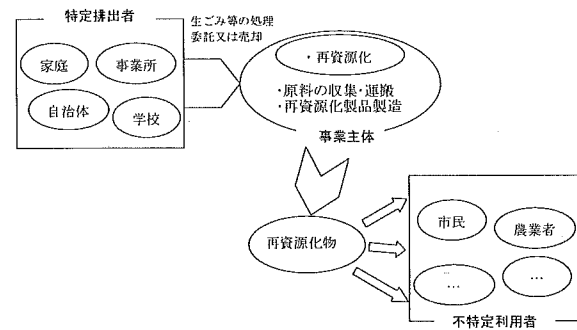 特定排出者
生ごみ等の処理
委託又は売却
家庭
事業所
自治体
学校
・再資源化
・原料の収集・運搬
・再資源化製品製造
事業主体
再資源化物
市民
農業者
…
…
不特定利用者